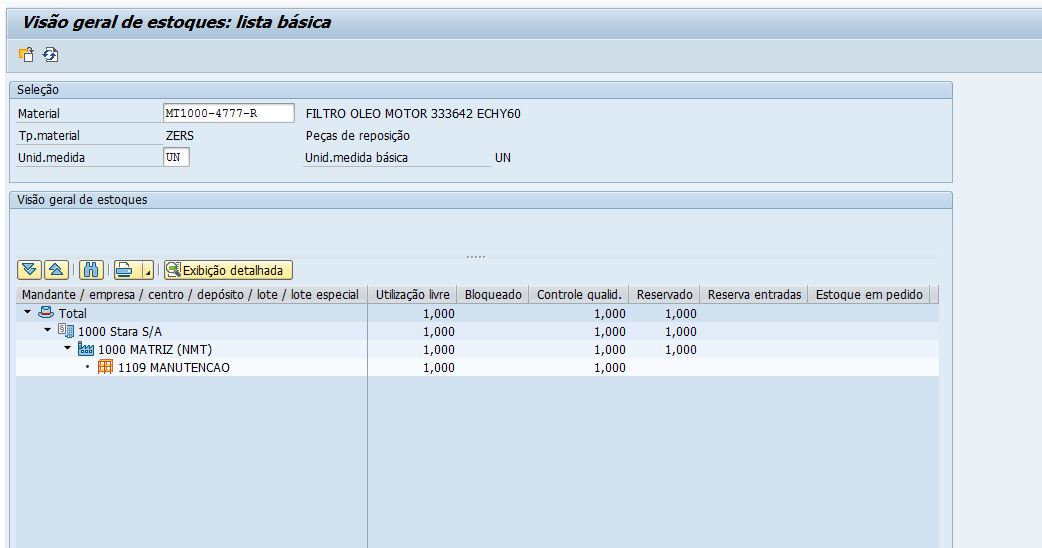 Visão geral de estoques: lista básica
Seleção
Material MT1000-4777-R FILTRO OLEO MOTOR 333642 ECHY60
Tp.material ZERS Peças de reposição
Unid.medida UN Unid.medida básica UN
Visão geral de estoques
Exibição detalhada
Mandante / empresa / centro / depósito / lote / lote especial Utilização livre Bloqueado Controle qualid. Reservado Reserva entradas Estoque em pedido
Total 1,000 1,000 1,000
1000 Stara S/A 1,000 1,000 1,000
1000 MATRIZ (NMT) 1,000 1,000 1,000
1109 MANUTENCAO 1,000 1,000